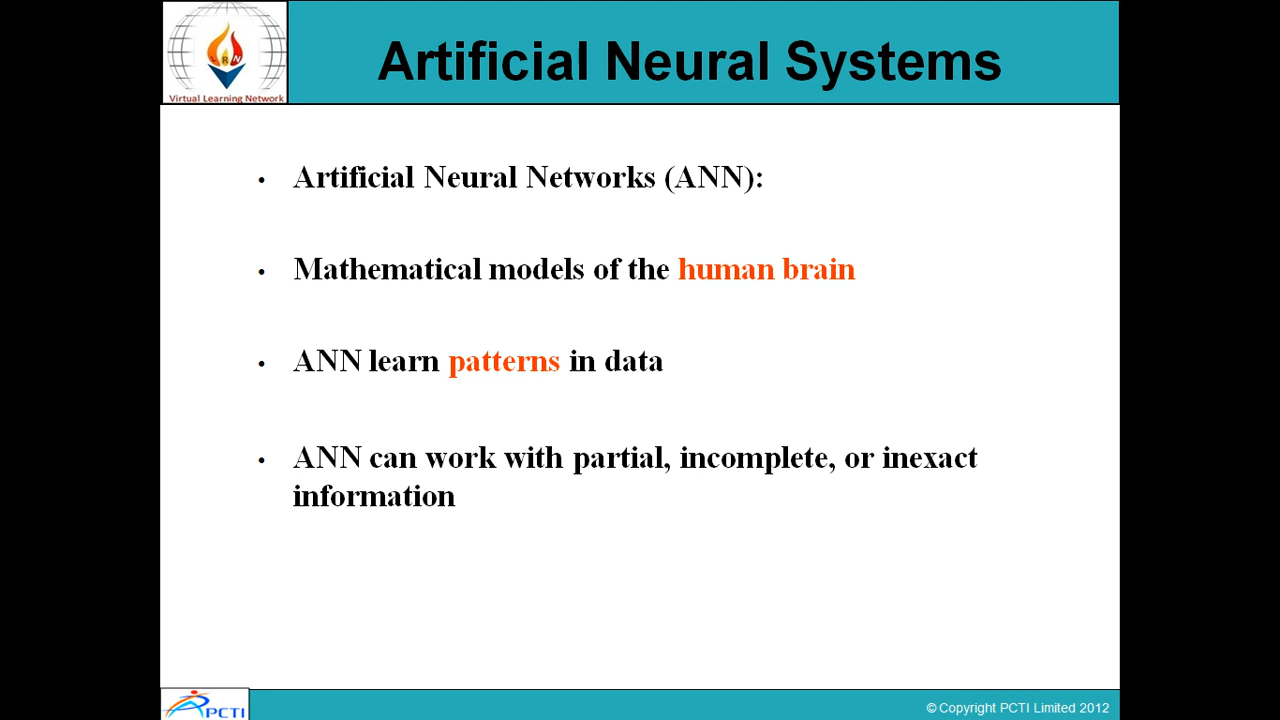 Virtual Learning Network
Artificial Neural Systems
• Artificial Neural Networks (ANN):
• Mathematical models of the human brain
• ANN learn patterns in data
• ANN can work with partial, incomplete, or inexact
information
PCTI
© Copyright PCTI Limited 2012